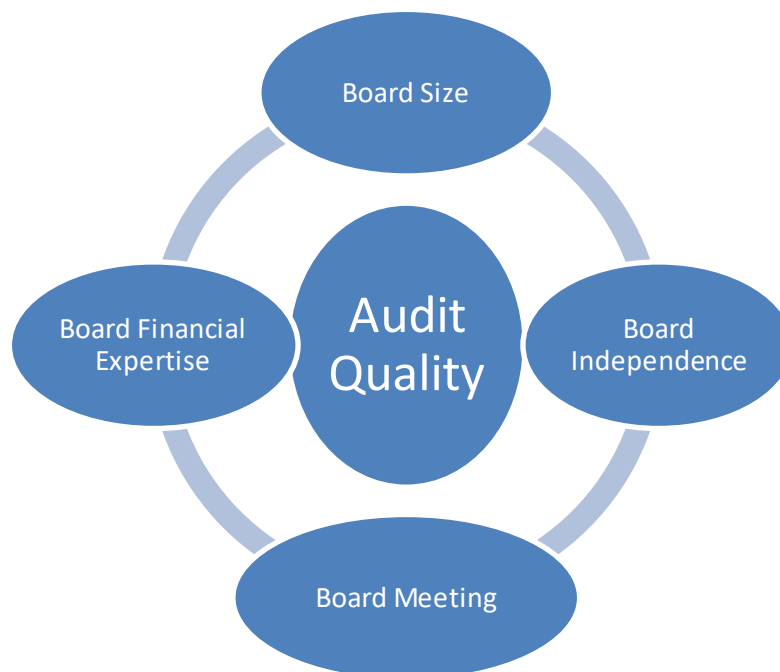 Board Size
Board Financial
Expertise
Audit
Quality
Board
Independence
Board Meeting